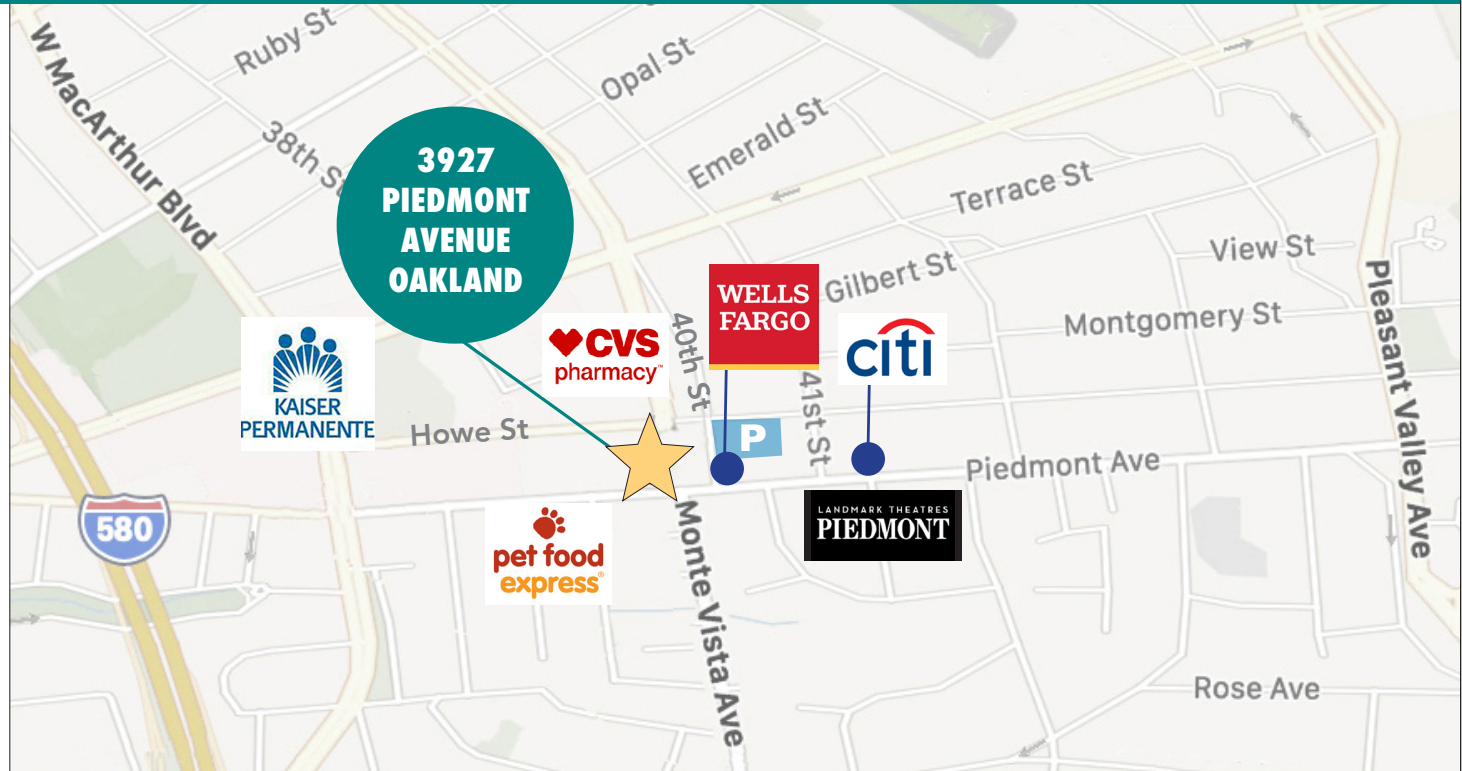 Ruby St
W MacArthur Blvd
Opal St
38th St
Emerald St
3927
PIEDMONT
AVENUE
OAKLAND
Terrace St
View St
Gilbert St
WELLS
FARGO
Montgomery St
Pleasant Valley Ave
40th St
CVS
pharmacy™
citi
KAISER
PERMANENTE
41st St
Howe St
P
Piedmont Ave
LANDMARK THEATRES
PIEDMONT
580
pet food
express®
Monte Vista Ave
Rose Ave